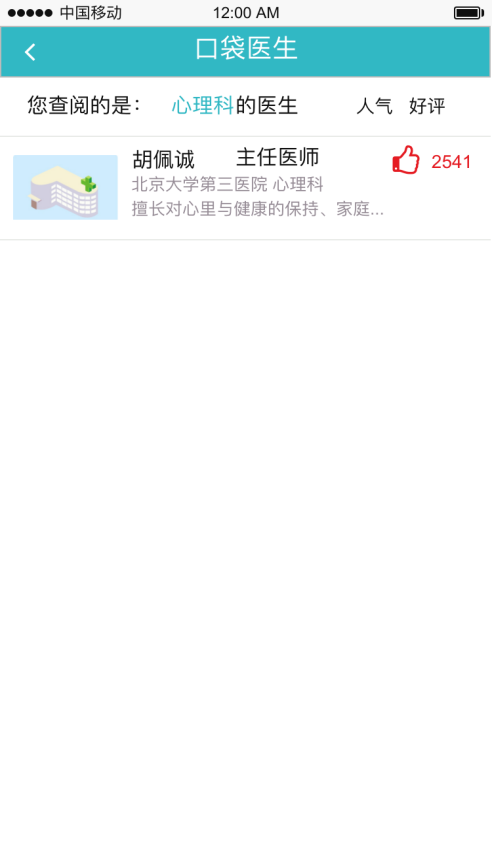 中国移动 12:00 AM
口袋医生
您查阅的是： 心理科的医生 人气 好评
胡佩诚 主任医师 2541
北京大学第三医院 心理科
擅长对心里与健康的保持、家庭...